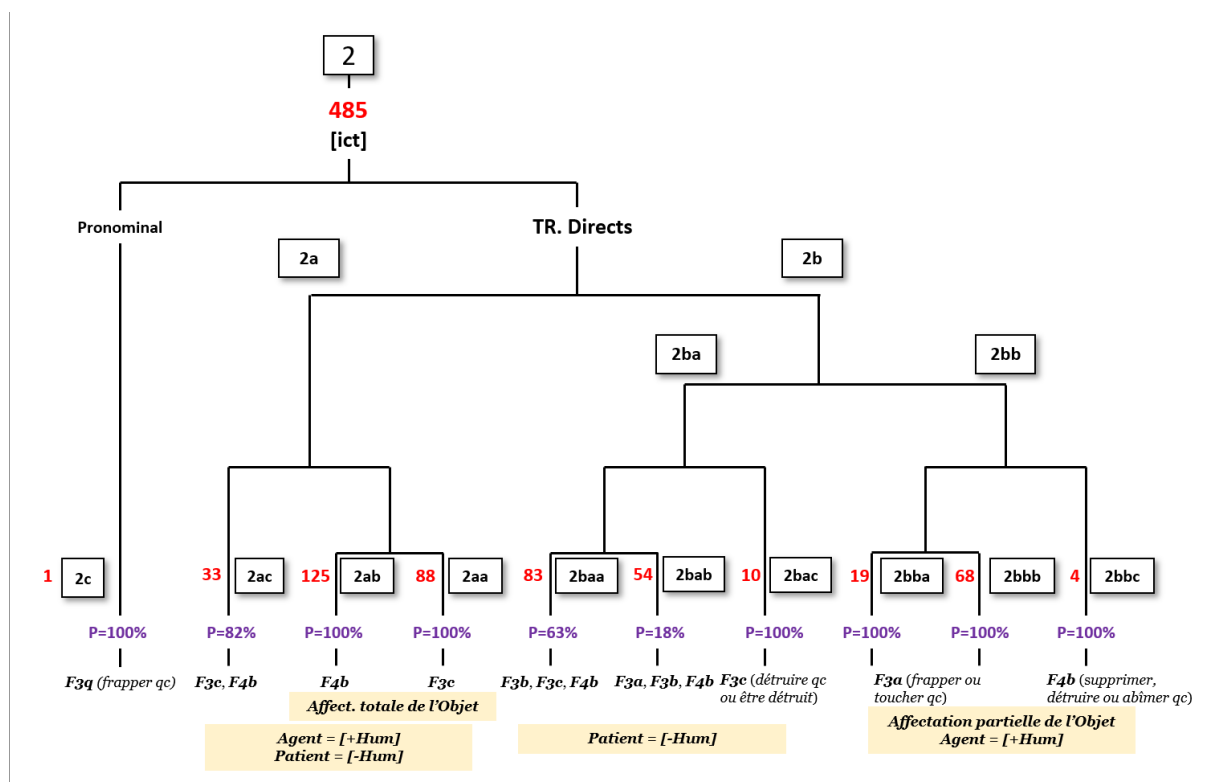 2
485
[ict]
Pronominal
TR. Directs
2a
2b
2ba
2bb
1
2c
33
2ac
125
2ab
88
2aa
83
2baa
54
2bab
10
2bac
19
2bba
68
2bbb
4
2bbc
P=100%
P=82%
P=100%
P=100%
P=63%
P=18%
P=100%
P=100%
P=100%
P=100%
F3q (frapper qc)
F3c, F4b
F4b
F3c
F3b, F3c, F4b
F3a, F3b, F4b
F3c (détruire qc
ou être détruit)
F3a (frapper ou
toucher qc)
F4b (supprimer,
détruire ou abîmer qc)
Affect. totale de l'Objet
Agent = [+Hum]
Patient = [-Hum]
Patient = [-Hum]
Affectation partielle de l'Objet
Agent = [+Hum]